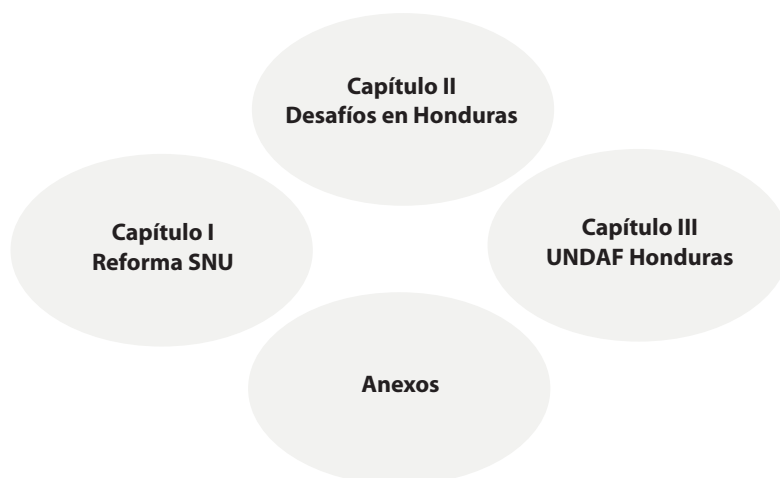 Capítulo II
Desafíos en Honduras
Capítulo I
Reforma SNU
Capítulo III
UNDAF Honduras
Anexos